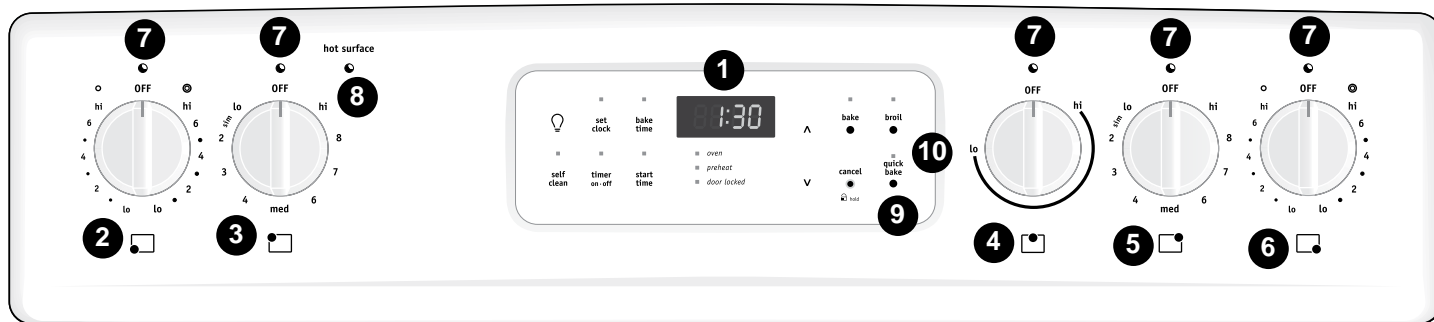 7 7 7 7 7
hot surface
8
OFF
hi hi
6 6
4 4
2 2
lo lo
2
OFF
lo hi
sim
2 8
3 7
4 6
med
3
1
set
clock
bake
time
1:30
self
clean
timer
on·off
start
time
oven
preheat
door locked
bake
broil
10
cancel
hold
quick
bake
9
OFF
hi
lo
4
OFF
lo hi
sim
2 8
3 7
4 6
med
5
OFF
hi hi
6 6
4 4
2 2
lo lo
6